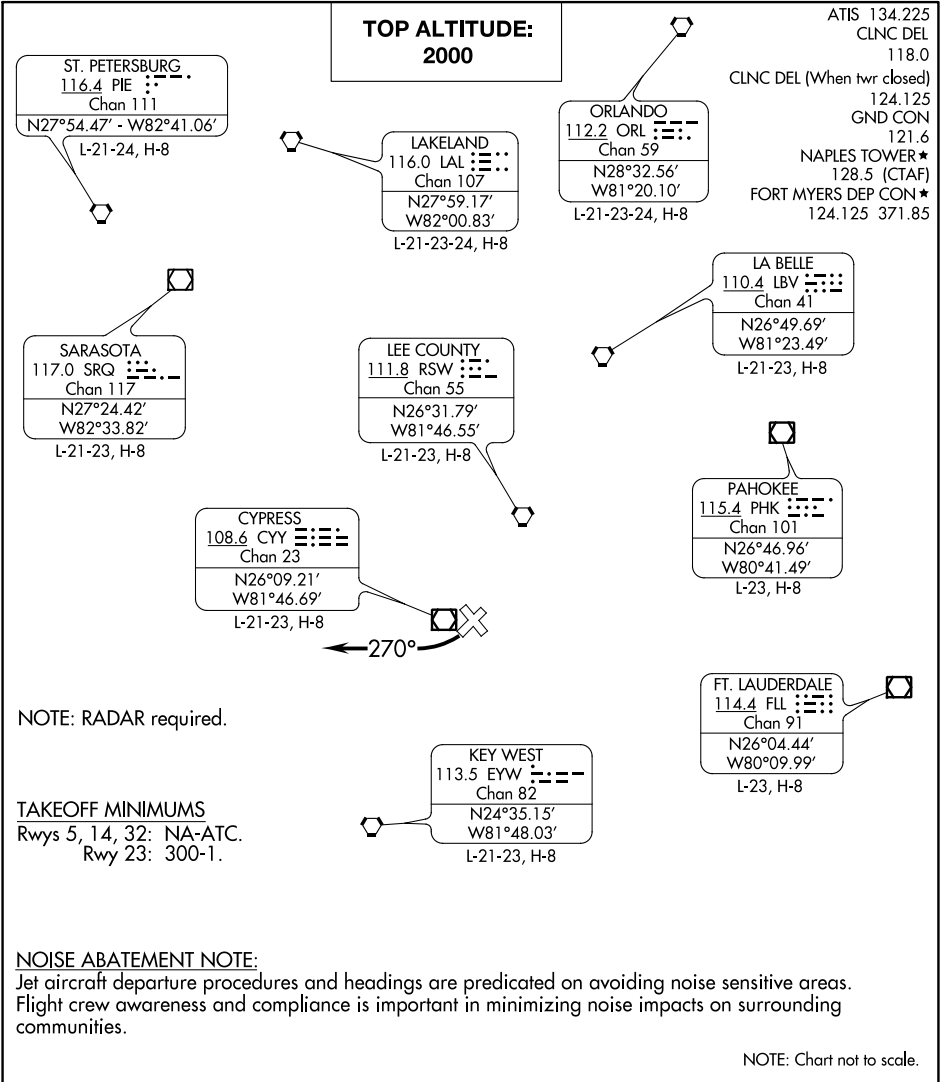 TOP ALTITUDE:
2000
ATIS 134.225
CLNC DEL
118.0
CLNC DEL (When twr closed)
124.125
GND CON
121.6
NAPLES TOWER★
128.5 (CTAF)
FORT MYERS DEP CON★
124.125 371.85
ST. PETERSBURG
116.4 PIE
Chan 111
N27°54.47′ - W82°41.06′
L-21-24, H-8
LAKELAND
116.0 LAL
Chan 107
N27°59.17′
W82°00.83′
L-21-23-24, H-8
ORLANDO
112.2 ORL
Chan 59
N28°32.56′
W81°20.10′
L-21-23-24, H-8
LA BELLE
110.4 LBV
Chan 41
N26°49.69′
W81°23.49′
L-21-23, H-8
SARASOTA
117.0 SRQ
Chan 117
N27°24.42′
W82°33.82′
L-21-23, H-8
LEE COUNTY
111.8 RSW
Chan 55
N26°31.79′
W81°46.55′
L-21-23, H-8
PAHOKEE
115.4 PHK
Chan 101
N26°46.96′
W80°41.49′
L-23, H-8
CYPRESS
108.6 CYY
Chan 23
N26°09.21′
W81°46.69′
L-21-23, H-8
270°
FT. LAUDERDALE
114.4 FLL
Chan 91
N26°04.44′
W80°09.99′
L-23, H-8
NOTE: RADAR required.
KEY WEST
113.5 EYW
Chan 82
N24°35.15′
W81°48.03′
L-21-23, H-8
TAKEOFF MINIMUMS
Rwys 5, 14, 32: NA-ATC.
Rwy 23: 300-1.
NOISE ABATEMENT NOTE:
Jet aircraft departure procedures and headings are predicated on avoiding noise sensitive areas.
Flight crew awareness and compliance is important in minimizing noise impacts on surrounding
communities.
NOTE: Chart not to scale.